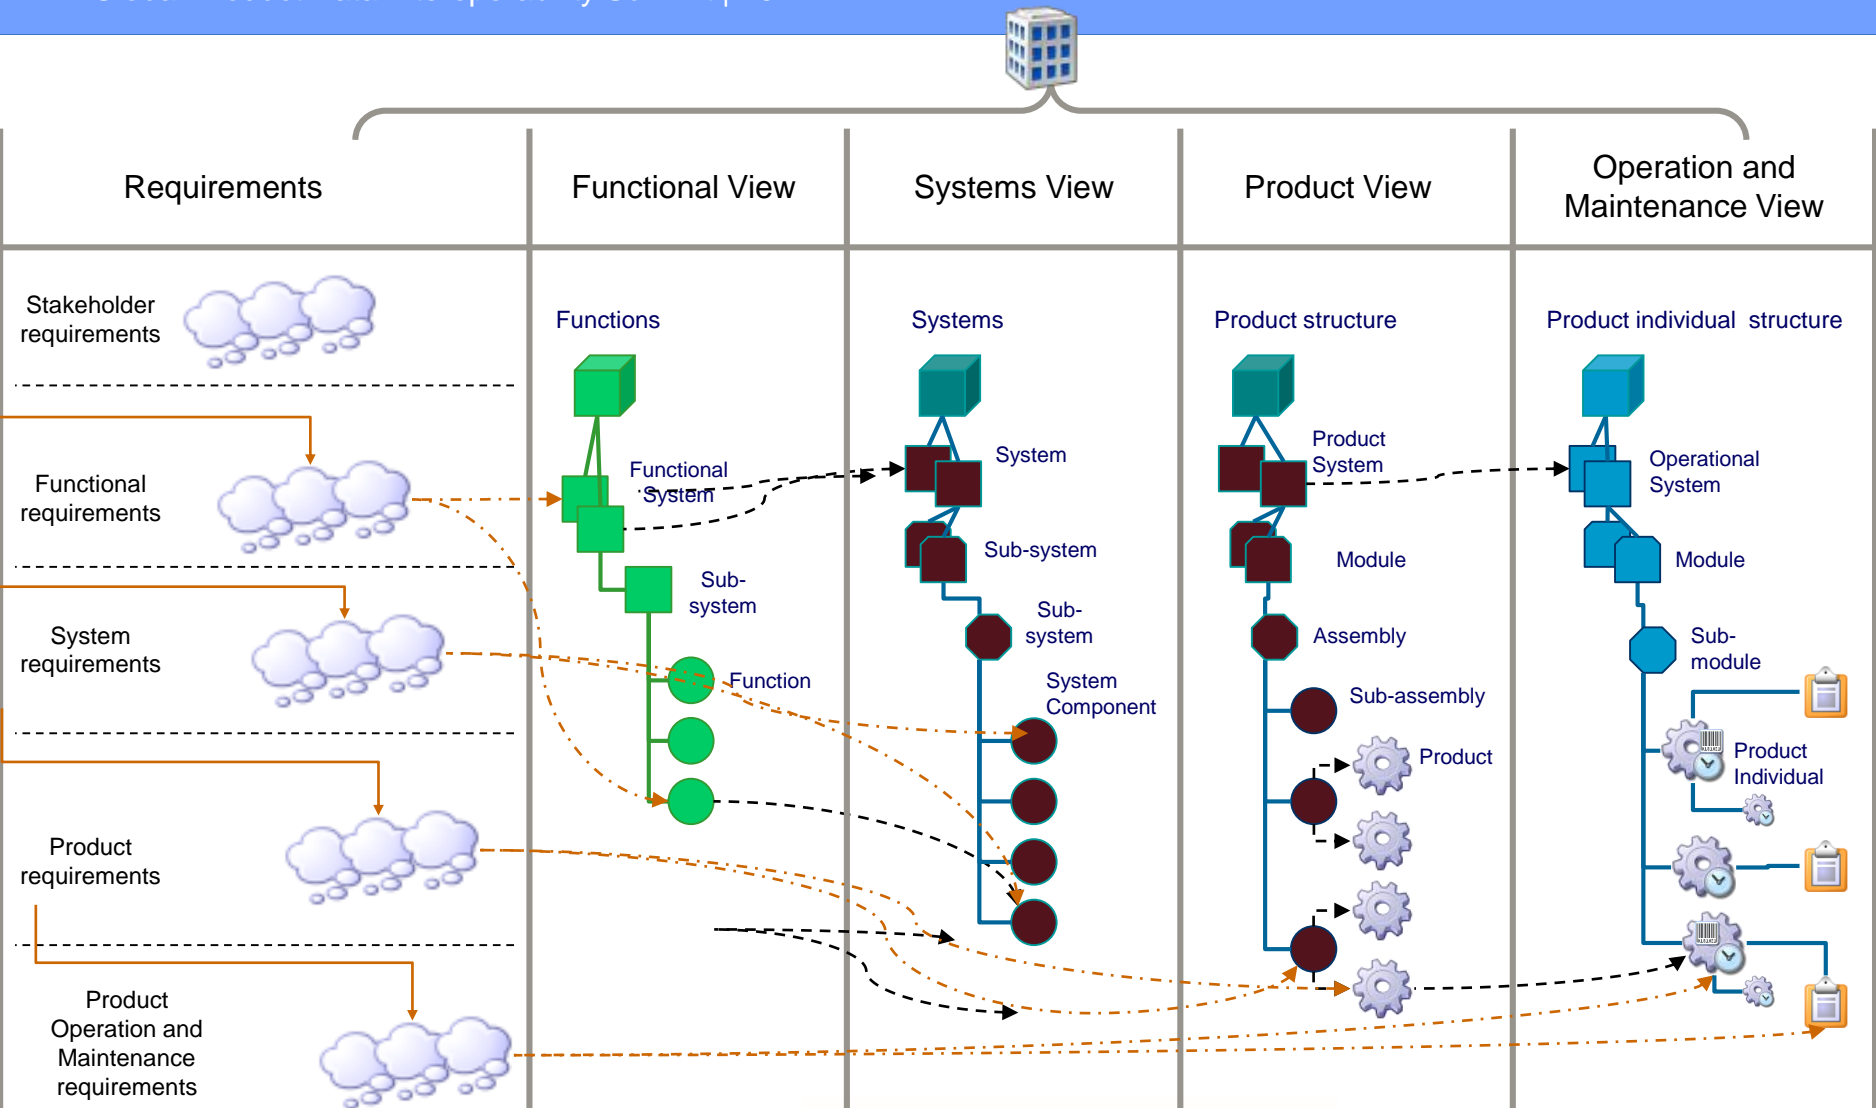 Requirements
Functional View
Systems View
Product View
Operation and
Maintenance View
Stakeholder
requirements
Functional
requirements
System
requirements
Product
requirements
Product
Operation and
Maintenance
requirements
Functions
Functional
System
Sub-
system
Function
Systems
System
Sub-system
Sub-
system
System
Component
Product structure
Product
System
Module
Assembly
Sub-assembly
Product
Product individual structure
Operational
System
Module
Sub-
module
Product
Individual